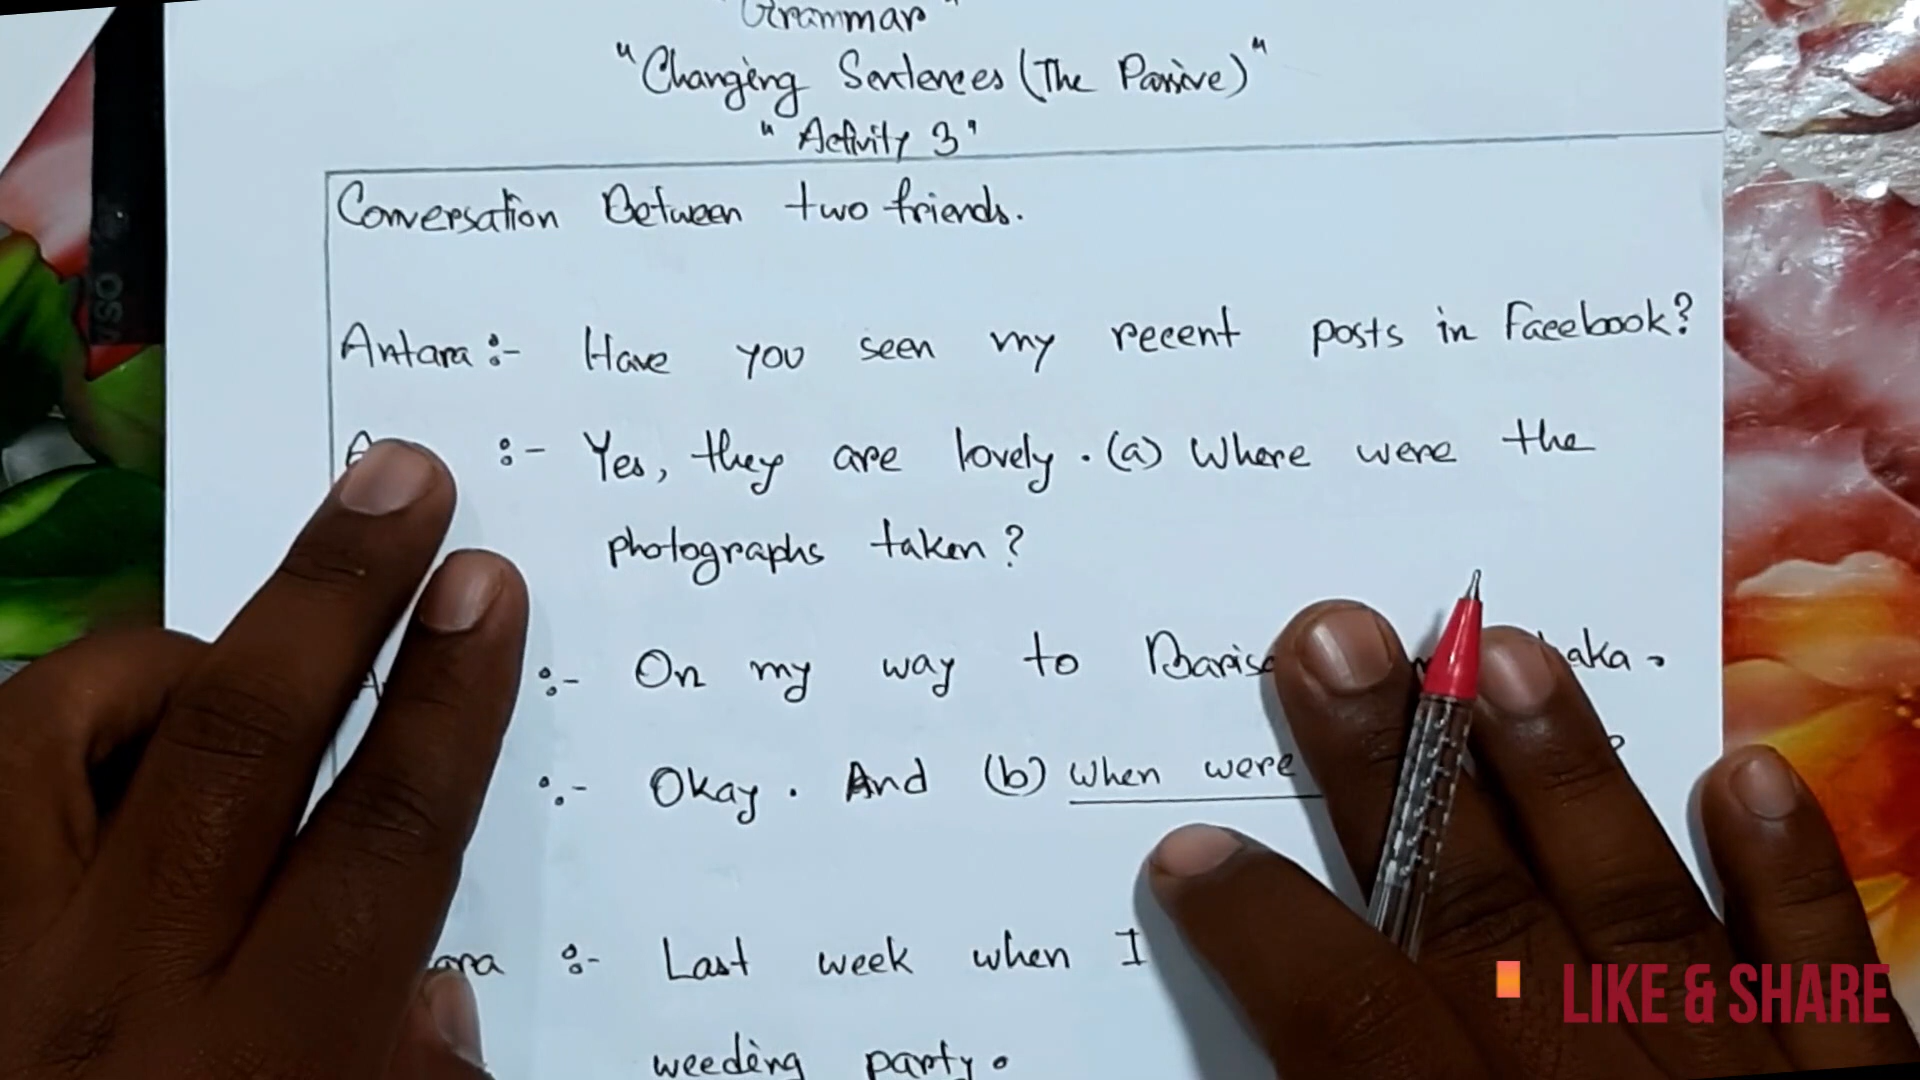 "Grammar"
"Changing Sentences (The Passive)"
"Activity 3"
Conversation Between two friends.
Antara :- Have you seen my recent posts in Facebook?
:- Yes, they are lovely. (a) Where were the
photographs taken?
:- On my way to
:- Okay. And (b) when were
:- Last week when I
weeding party.
LIKE & SHARE